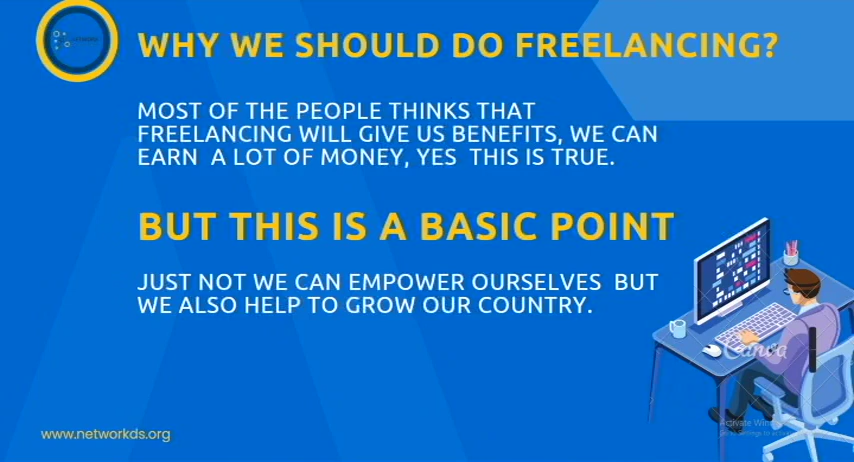 WHY WE SHOULD DO FREELANCING?
MOST OF THE PEOPLE THINKS THAT
FREELANCING WILL GIVE US BENEFITS, WE CAN
EARN A LOT OF MONEY, YES THIS IS TRUE.
BUT THIS IS A BASIC POINT
JUST NOT WE CAN EMPOWER OURSELVES BUT
WE ALSO HELP TO GROW OUR COUNTRY.
Canva
Activate Windows
www.networkds.org